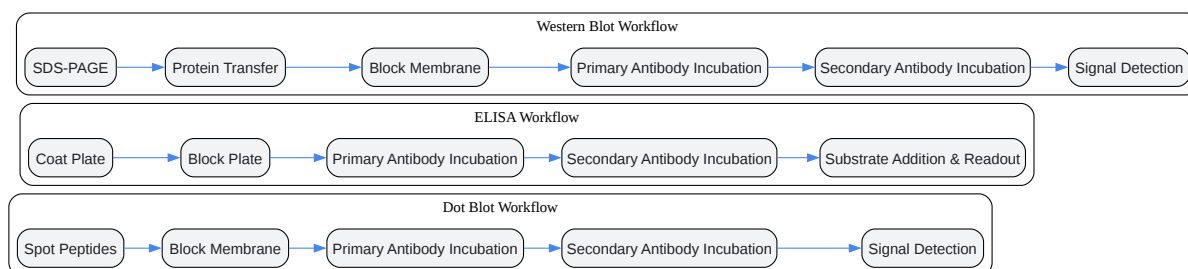 Western Blot Workflow
SDS-PAGE
Protein Transfer
Block Membrane
Primary Antibody Incubation
Secondary Antibody Incubation
Signal Detection
ELISA Workflow
Coat Plate
Block Plate
Primary Antibody Incubation
Secondary Antibody Incubation
Substrate Addition & Readout
Dot Blot Workflow
Spot Peptides
Block Membrane
Primary Antibody Incubation
Secondary Antibody Incubation
Signal Detection